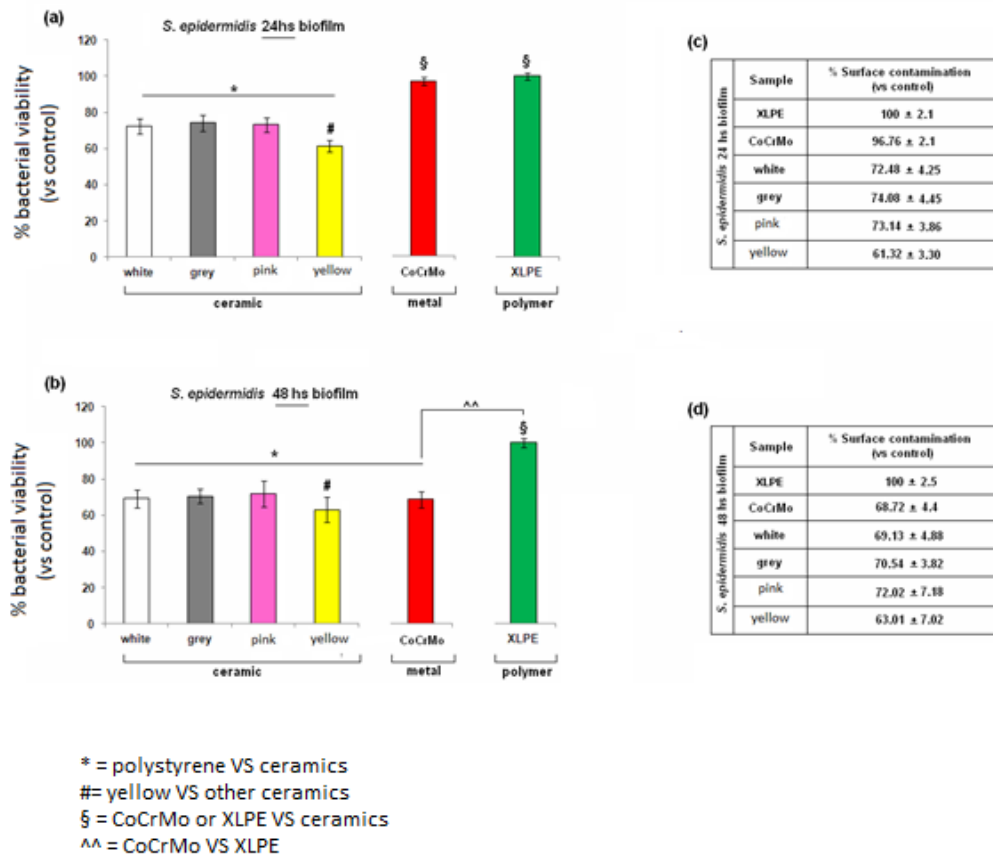 (a)
S. epidermidis 24hs biofilm
% bacterial viability
(vs control)
120
100
80
60
40
20
0
*
#
§
§
white grey pink yellow CoCrMo XLPE
ceramic metal polymer
(c)
S. epidermidis 24 hs biofilm
Sample % Surface contamination
(vs control)
XLPE 100 ± 2.1
CoCrMo 96.76 ± 2.1
white 72.48 ± 4.25
grey 74.08 ± 4.45
pink 73.14 ± 3.86
yellow 61.32 ± 3.30
(b)
S. epidermidis 48 hs biofilm
% bacterial viability
(vs control)
120
100
80
60
40
20
0
*
#
^^
§
white grey pink yellow CoCrMo XLPE
ceramic metal polymer
(d)
S. epidermidis 48 hs biofilm
Sample % Surface contamination
(vs control)
XLPE 100 ± 2.5
CoCrMo 68.72 ± 4.4
white 69.13 ± 4.88
grey 70.54 ± 3.82
pink 72.02 ± 7.18
yellow 63.01 ± 7.02
* = polystyrene VS ceramics
#= yellow VS other ceramics
§ = CoCrMo or XLPE VS ceramics
^^ = CoCrMo VS XLPE